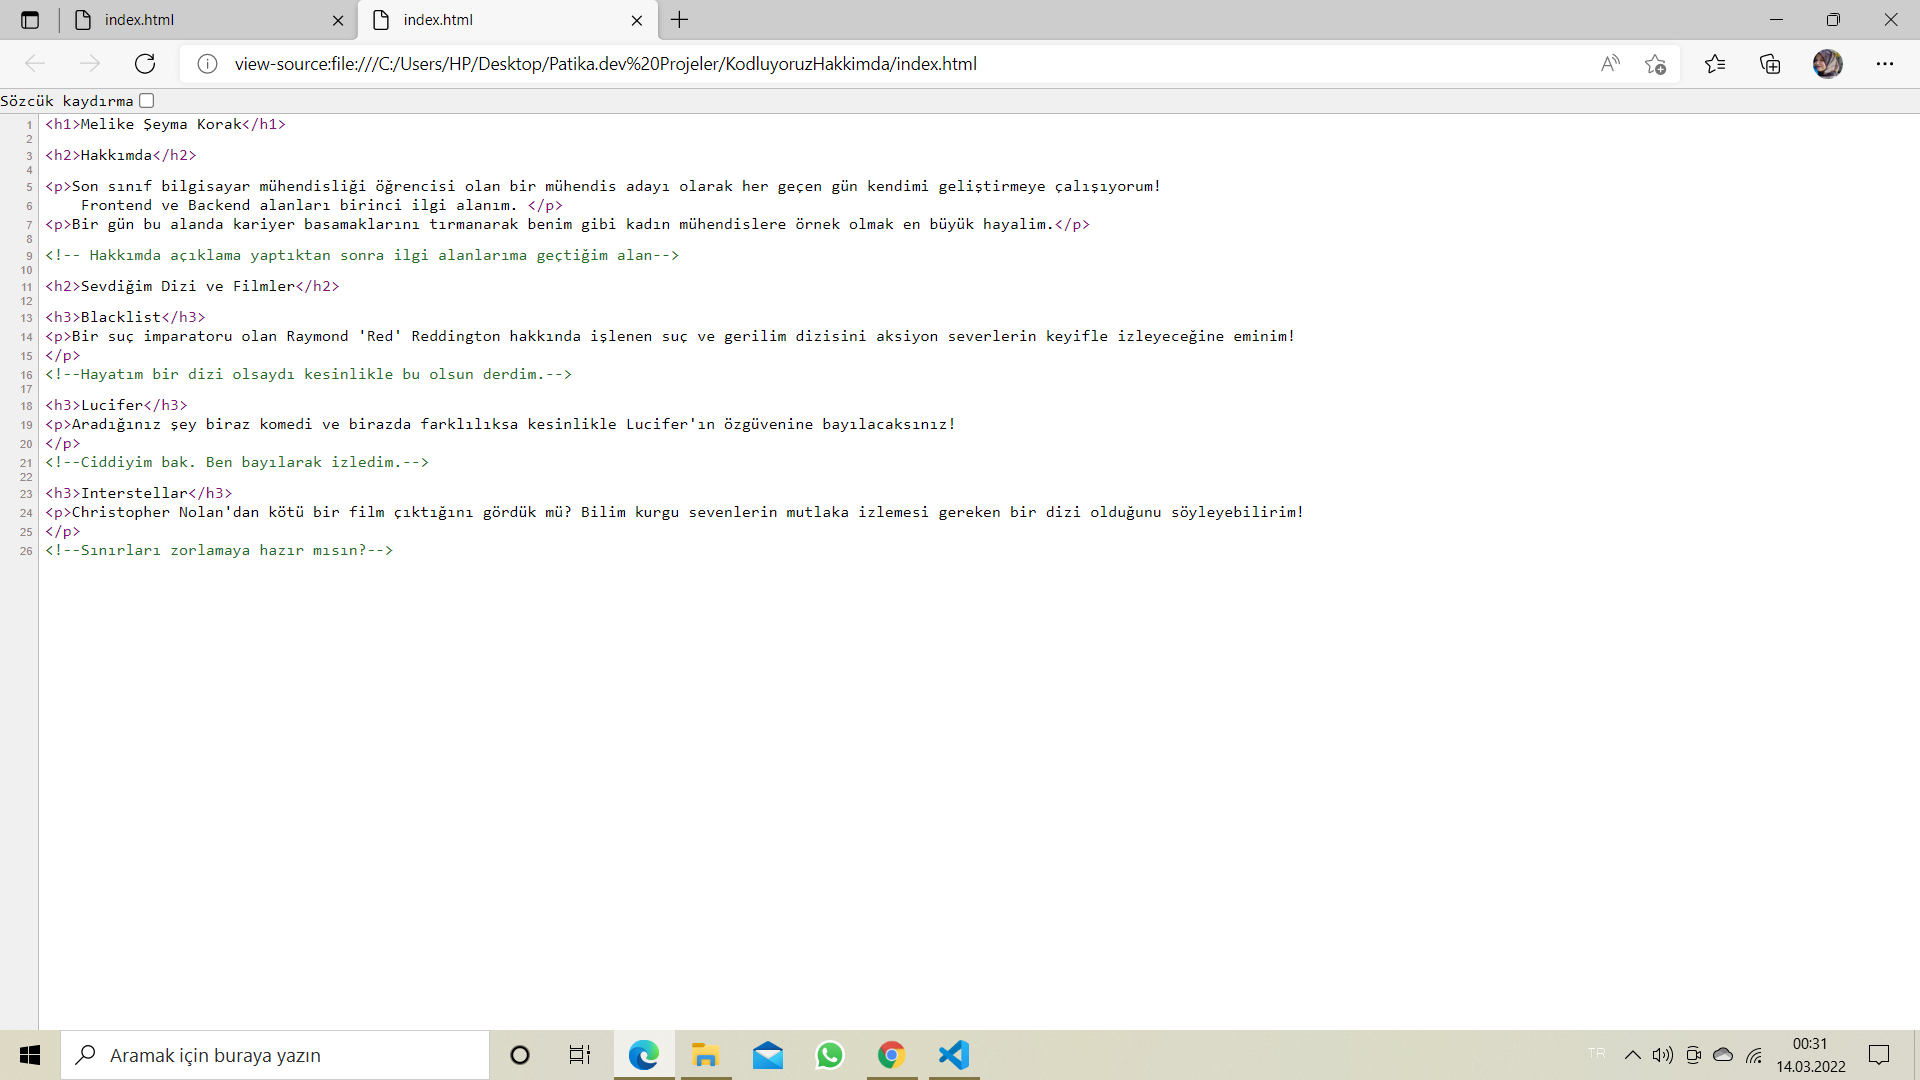 index.html
index.html
view-source:file:///C:/Users/HP/Desktop/Patika.dev%20Projeler/KodluyoruzHakkimda/index.html
Sözcük kaydırma
1 <h1>Melike Şeyma Korak</h1>
2
3 <h2>Hakkımda</h2>
4
5 <p>Son sınıf bilgisayar mühendisliği öğrencisi olan bir mühendis adayı olarak her geçen gün kendimi geliştirmeye çalışıyorum!
6     Frontend ve Backend alanları birinci ilgi alanım. </p>
7 <p>Bir gün bu alanda kariyer basamaklarını tırmanarak benim gibi kadın mühendislere örnek olmak en büyük hayalim.</p>
8
9 <!-- Hakkımda açıklama yaptıktan sonra ilgi alanlarıma geçtiğim alan-->
10
11 <h2>Sevdiğim Dizi ve Filmler</h2>
12
13 <h3>Blacklist</h3>
14 <p>Bir suç imparatoru olan Raymond 'Red' Reddington hakkında işlenen suç ve gerilim dizisini aksiyon severlerin keyifle izleyeceğine eminim!
15 </p>
16 <!--Hayatım bir dizi olsaydı kesinlikle bu olsun derdim.-->
17
18 <h3>Lucifer</h3>
19 <p>Aradığınız şey biraz komedi ve birazda farklılıksa kesinlikle Lucifer'ın özgüvenine bayılacaksınız!
20 </p>
21 <!--Ciddiyim bak. Ben bayılarak izledim.-->
22
23 <h3>Interstellar</h3>
24 <p>Christopher Nolan'dan kötü bir film çıktığını gördük mü? Bilim kurgu sevenlerin mutlaka izlemesi gereken bir dizi olduğunu söyleyebilirim!
25 </p>
26 <!--Sınırları zorlamaya hazır mısın?-->
Aramak için buraya yazın
TR
00:31
14.03.2022